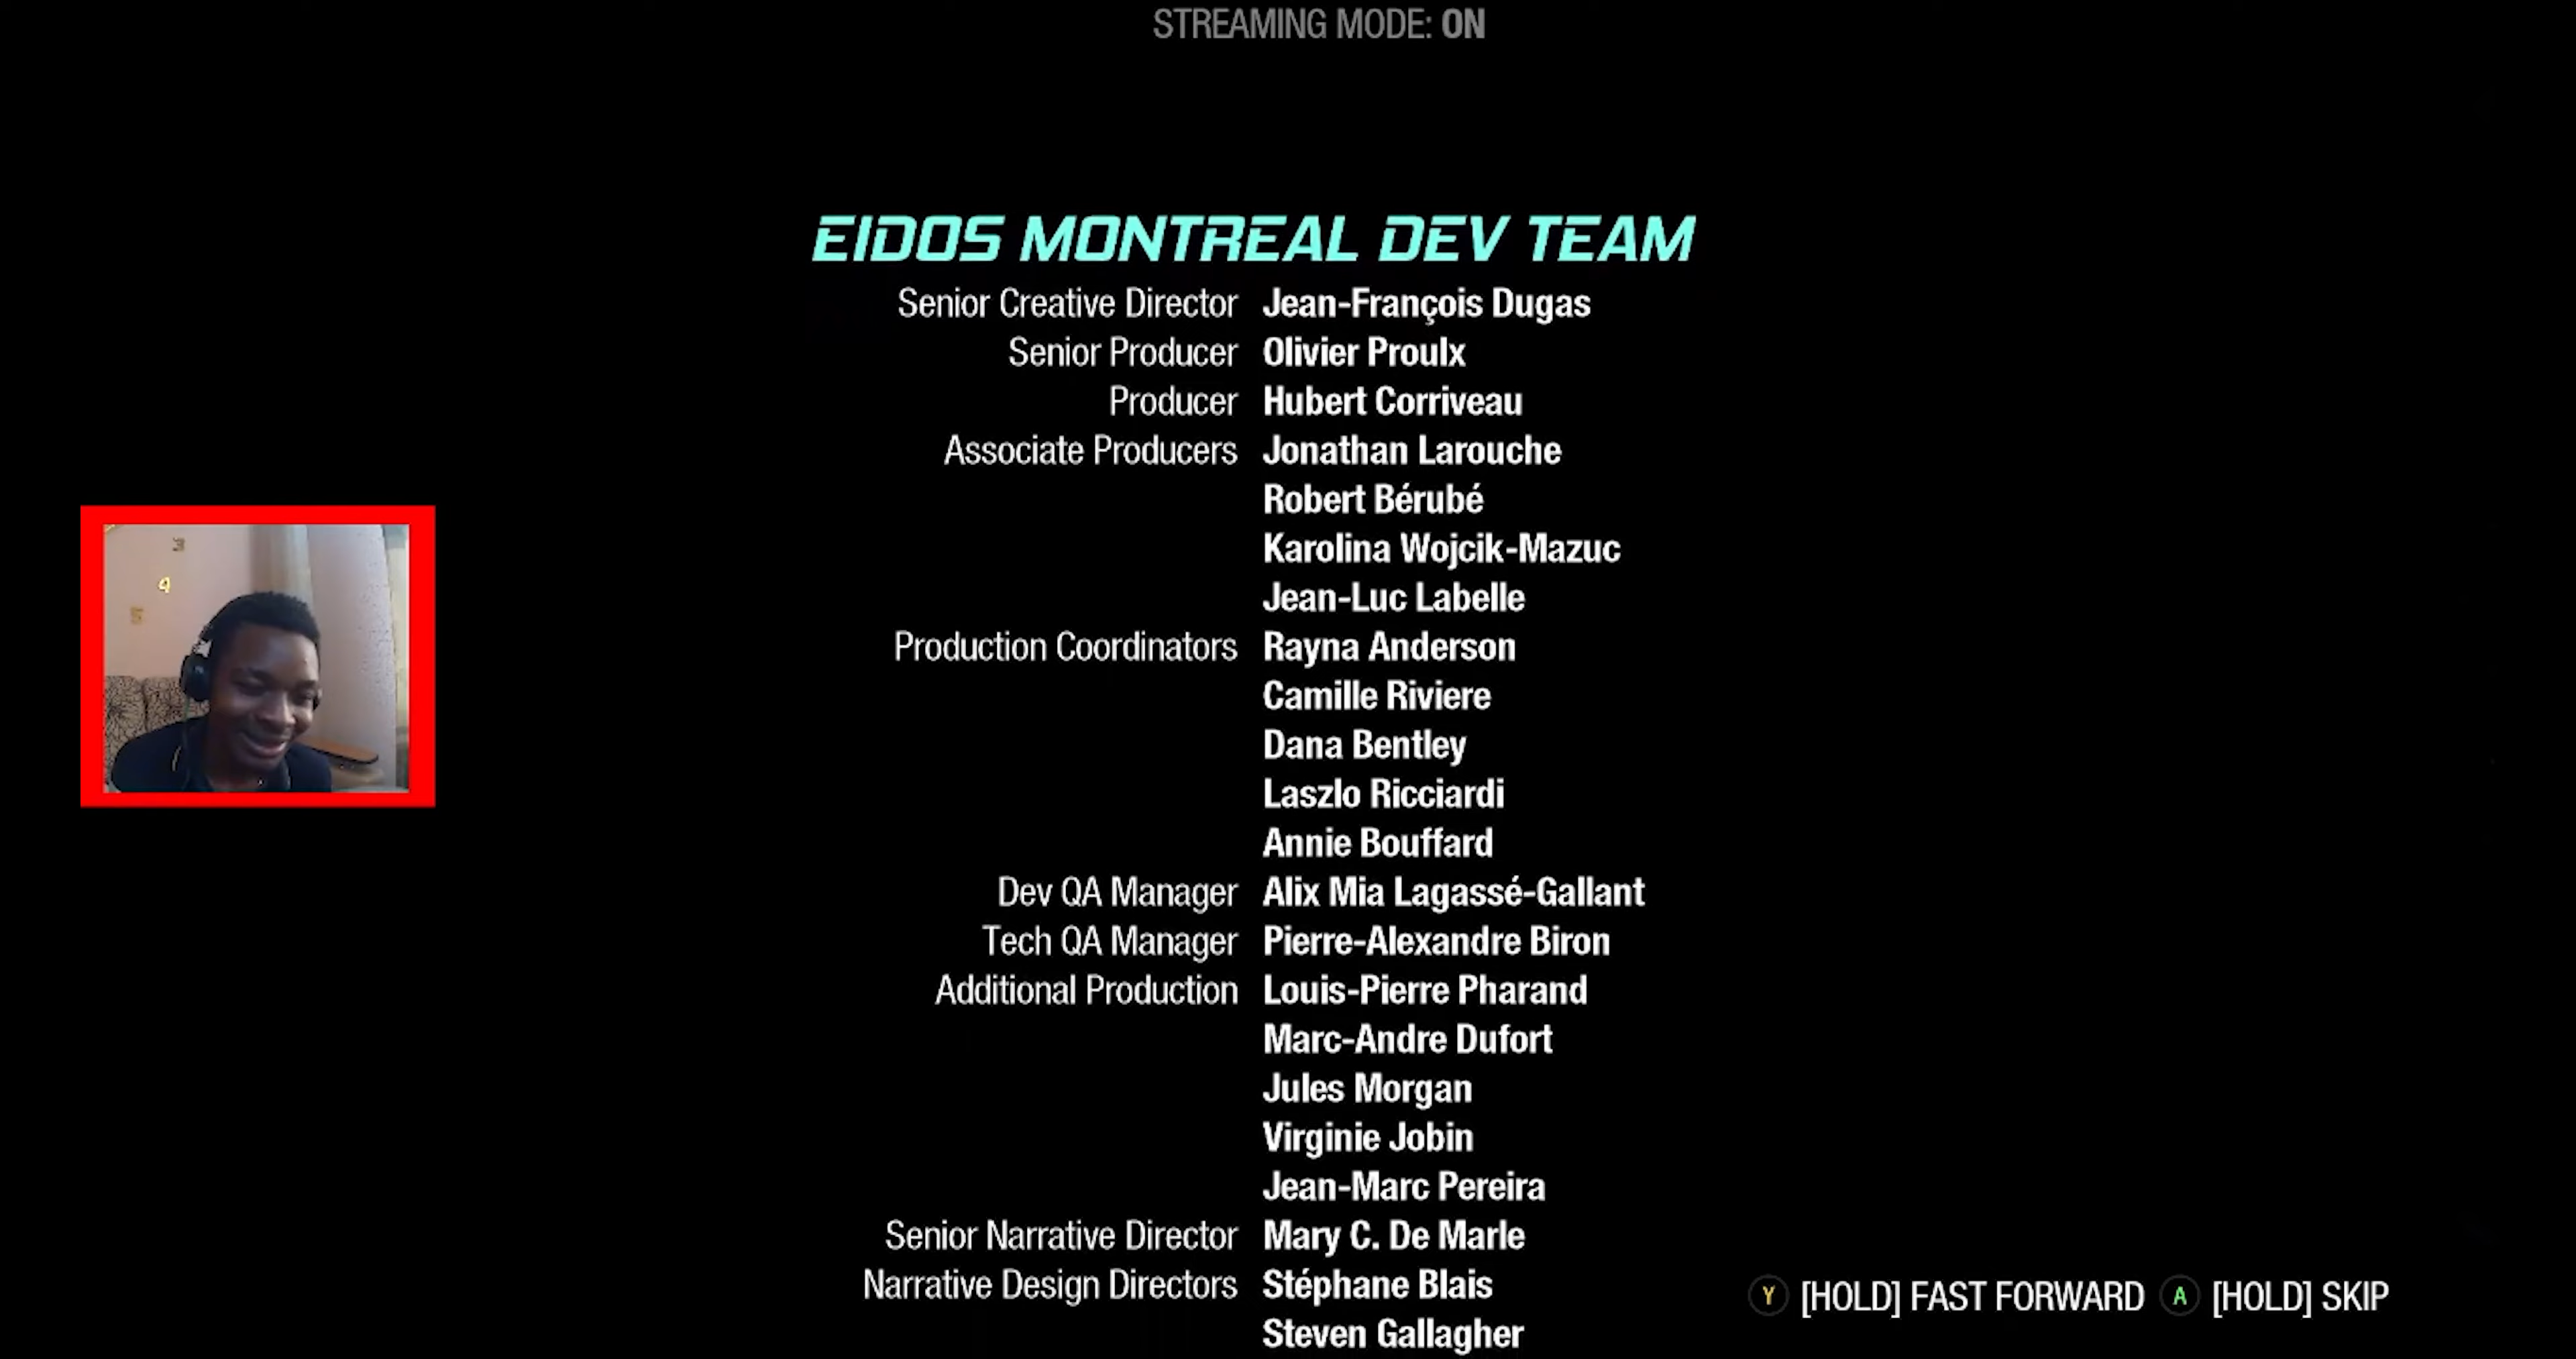 STREAMING MODE: ON
EIDOS MONTREAL DEV TEAM
Senior Creative Director Jean-François Dugas
Senior Producer Olivier Proulx
Producer Hubert Corriveau
Associate Producers Jonathan Larouche
Robert Bérubé
Karolina Wojcik-Mazuc
Jean-Luc Labelle
Production Coordinators Rayna Anderson
Camille Riviere
Dana Bentley
Laszlo Ricciardi
Annie Bouffard
Dev QA Manager Alix Mia Lagassé-Gallant
Tech QA Manager Pierre-Alexandre Biron
Additional Production Louis-Pierre Pharand
Marc-Andre Dufort
Jules Morgan
Virginie Jobin
Jean-Marc Pereira
Senior Narrative Director Mary C. De Marle
Narrative Design Directors Stéphane Blais
Steven Gallagher
Y [HOLD] FAST FORWARD A [HOLD] SKIP
3
4
5